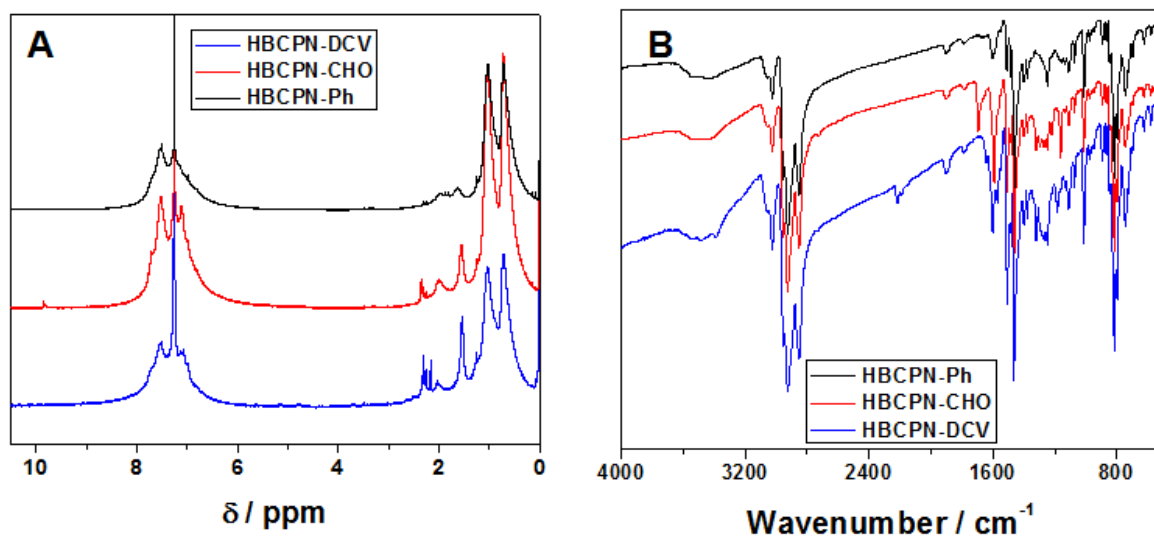 A
HBCPN-DCV
HBCPN-CHO
HBCPN-Ph
10 8 6 4 2 0
δ / ppm
B
HBCPN-Ph
HBCPN-CHO
HBCPN-DCV
4000 3200 2400 1600 800
Wavenumber / cm⁻¹